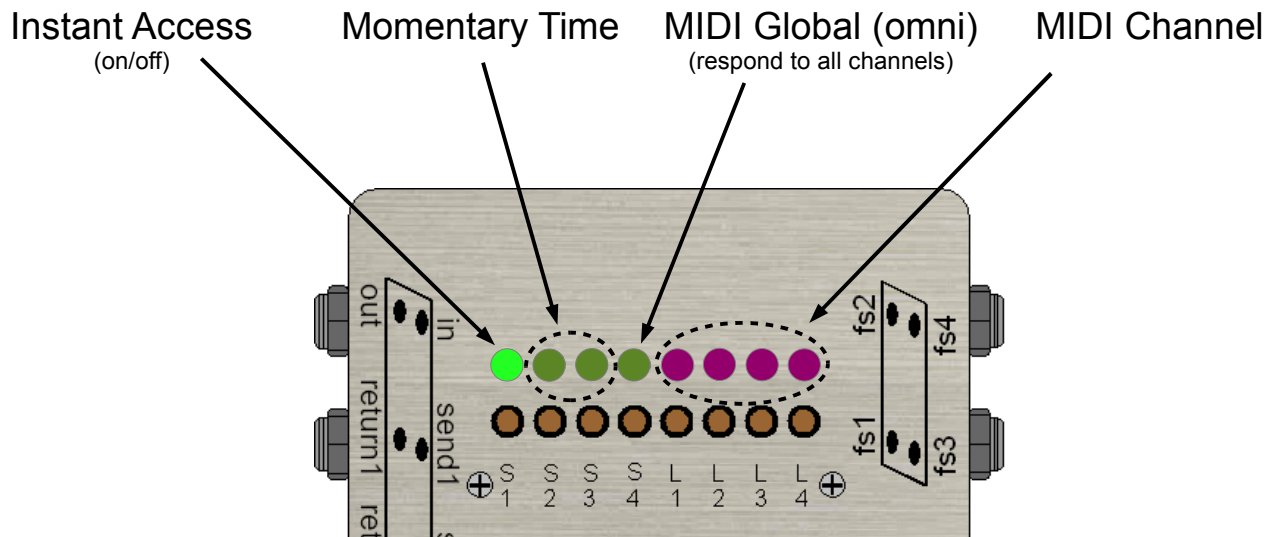 Instant Access
(on/off)
Momentary Time
MIDI Global (omni)
(respond to all channels)
MIDI Channel
out
in
return1
send1
ret
s
fs2
fs4
fs1
fs3
S S S S L L L L
1 2 3 4 1 2 3 4